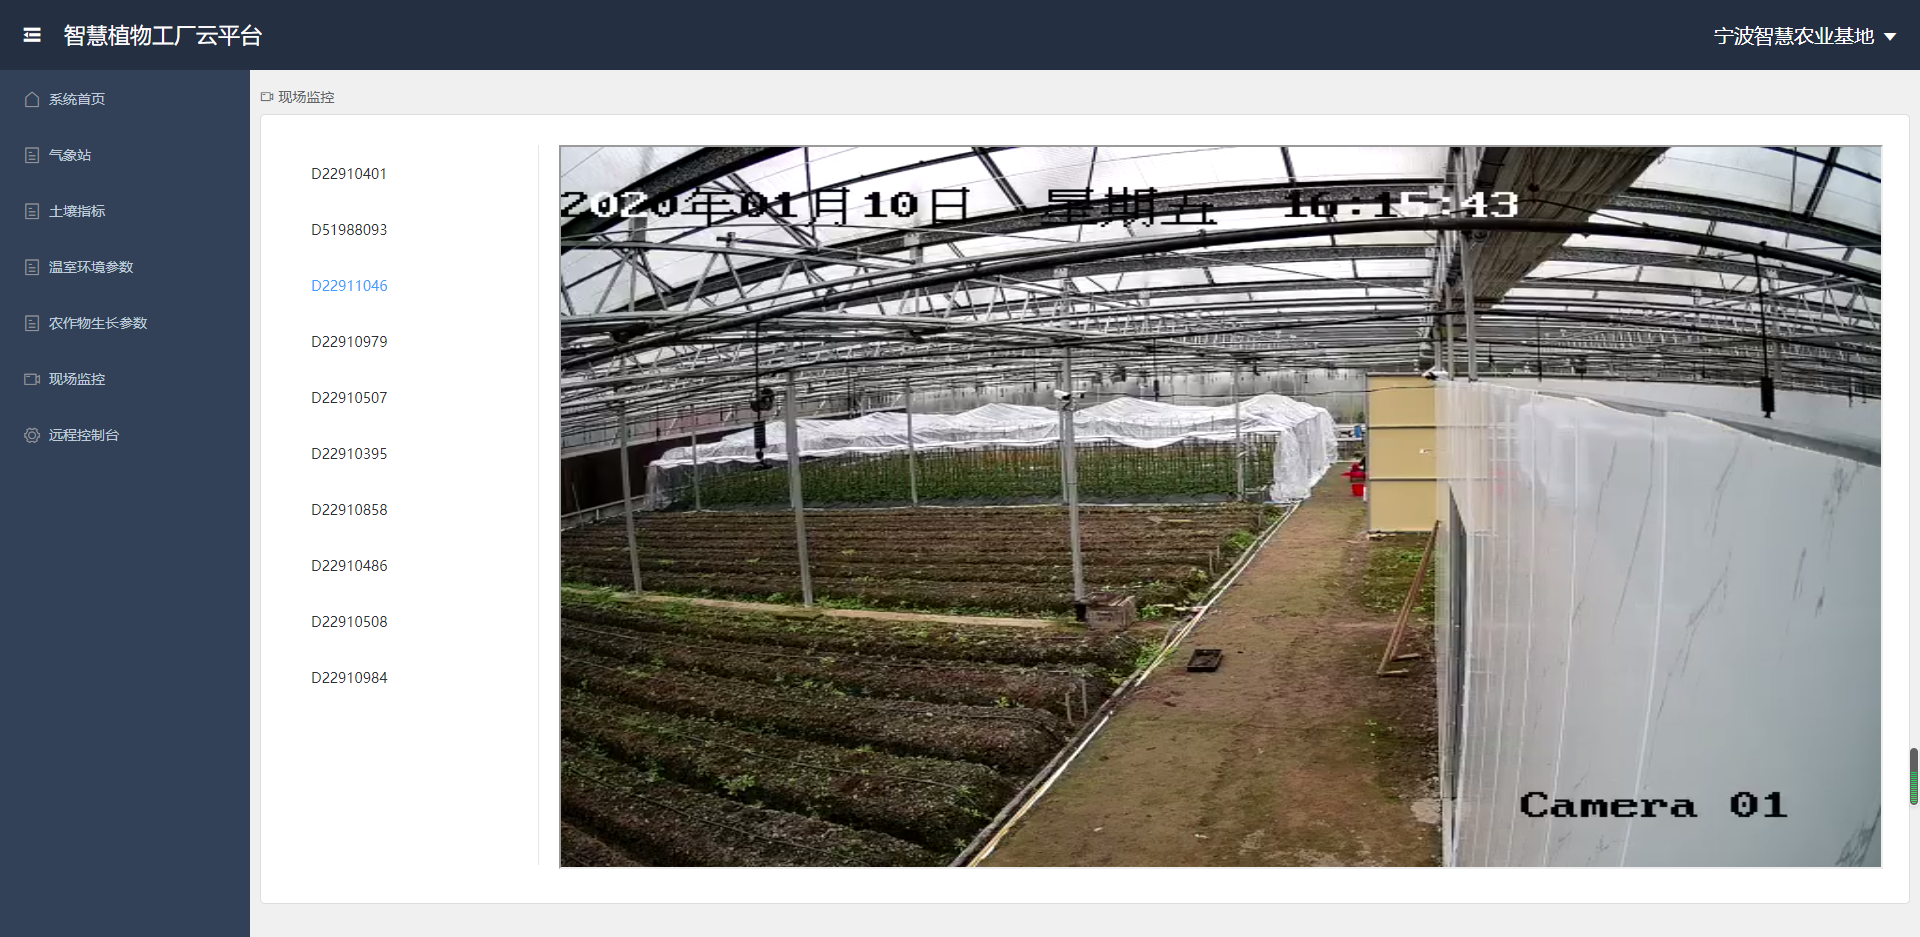 智慧植物工厂云平台
宁波智慧农业基地
系统首页
气象站
土壤指标
温室环境参数
农作物生长参数
现场监控
远程控制台
现场监控
D22910401
D51988093
D22911046
D22910979
D22910507
D22910395
D22910858
D22910486
D22910508
D22910984
2020年01月10日 星期五 16:15:43
Camera 01